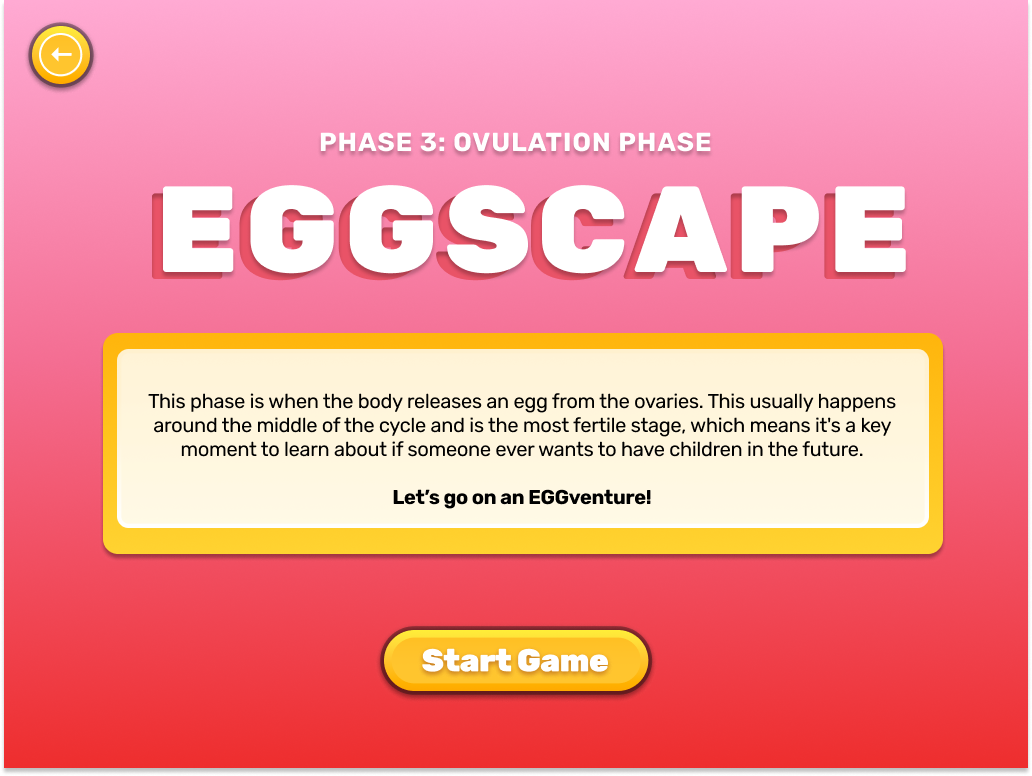 PHASE 3: OVULATION PHASE
EGGSCAPE
This phase is when the body releases an egg from the ovaries. This usually happens
around the middle of the cycle and is the most fertile stage, which means it's a key
moment to learn about if someone ever wants to have children in the future.
Let’s go on an EGGventure!
Start Game